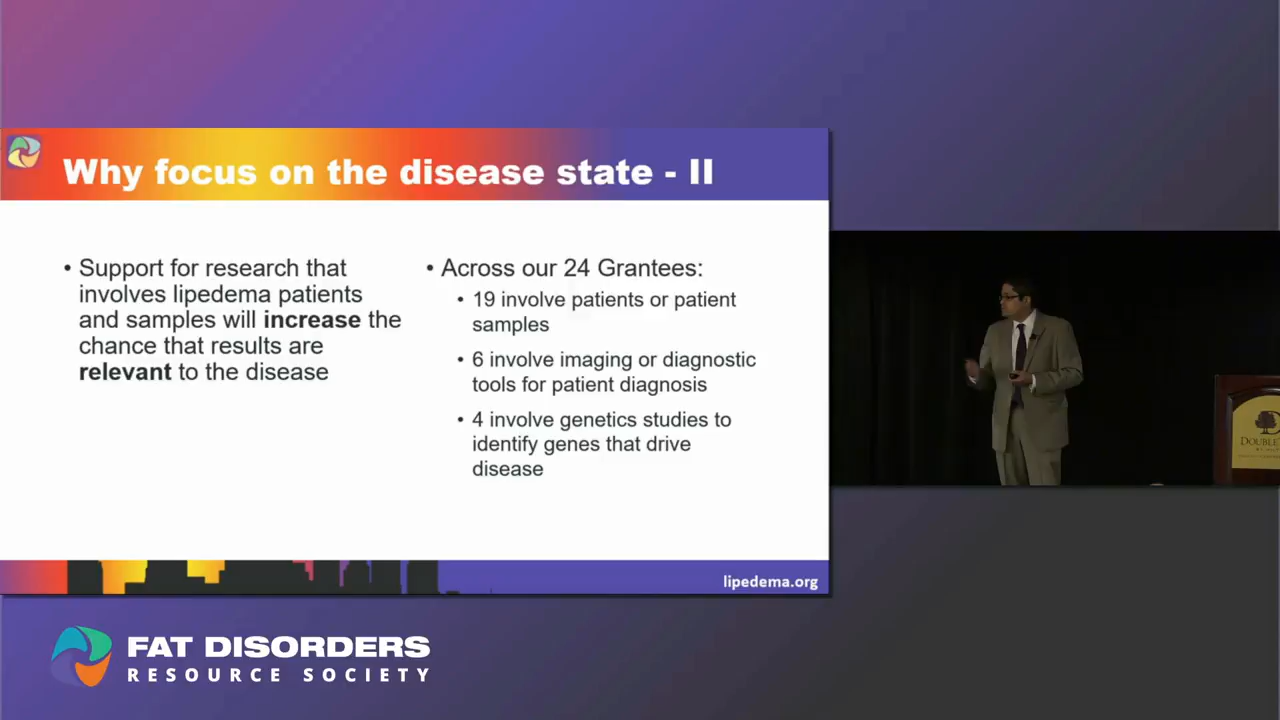 Why focus on the disease state - II
• Support for research that
involves lipedema patients
and samples will increase the
chance that results are
relevant to the disease
• Across our 24 Grantees:
• 19 involve patients or patient
samples
• 6 involve imaging or diagnostic
tools for patient diagnosis
• 4 involve genetics studies to
identify genes that drive
disease
lipedema.org
FAT DISORDERS
RESOURCE SOCIETY